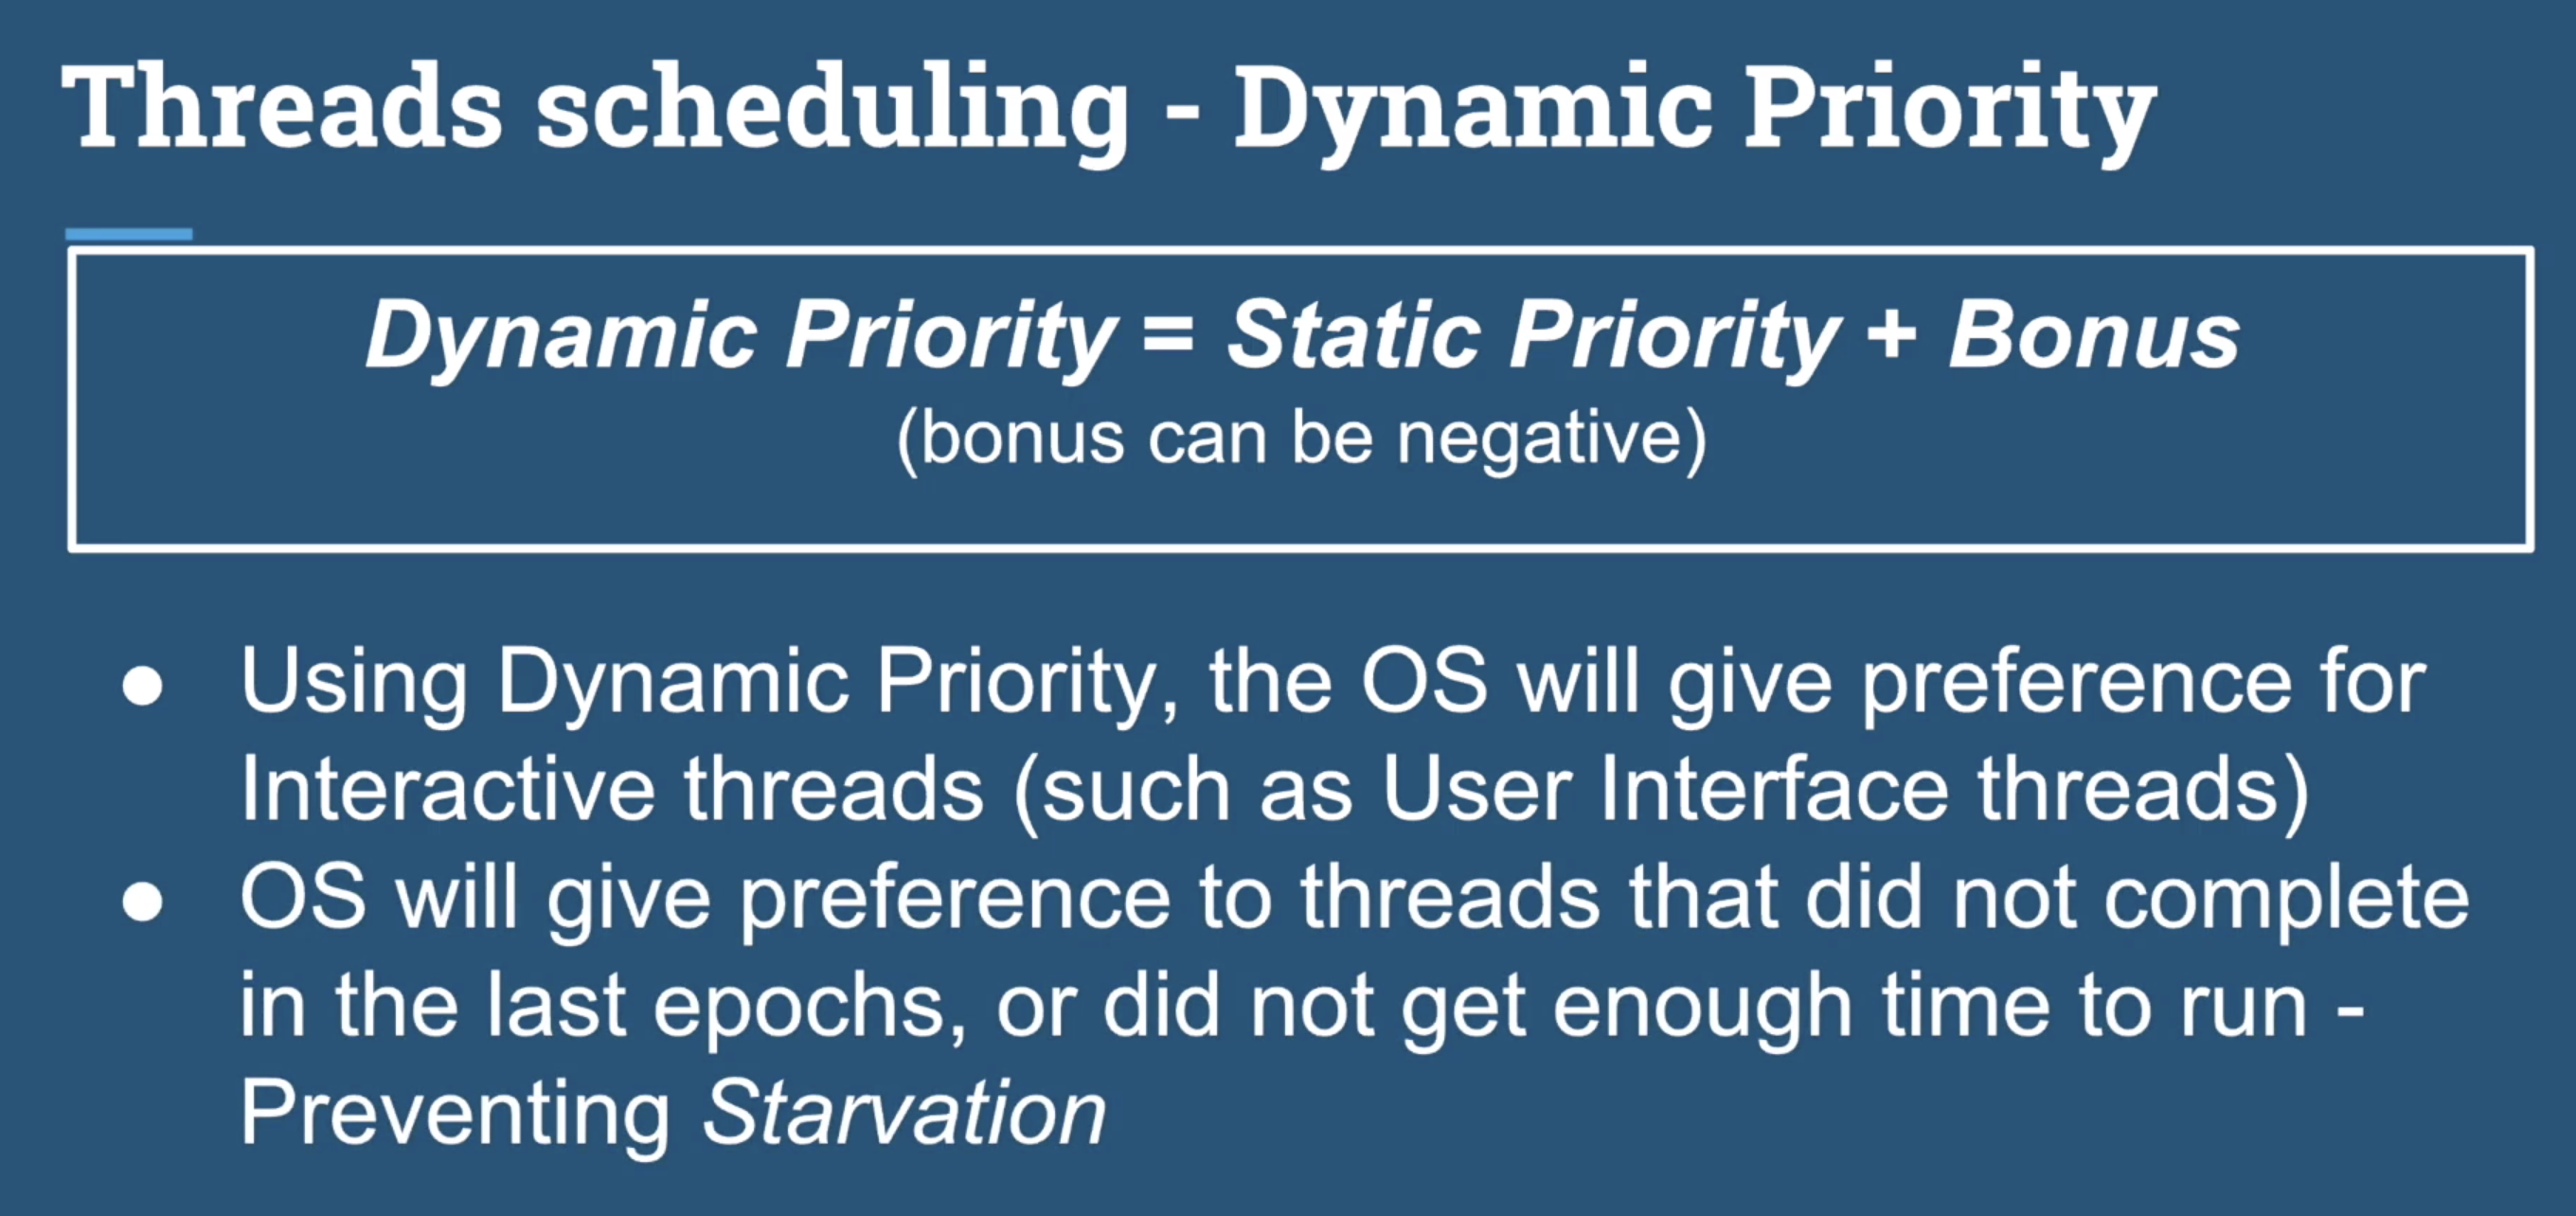 Threads scheduling - Dynamic Priority
Dynamic Priority = Static Priority + Bonus
(bonus can be negative)
● Using Dynamic Priority, the OS will give preference for
Interactive threads (such as User Interface threads)
● OS will give preference to threads that did not complete
in the last epochs, or did not get enough time to run -
Preventing Starvation